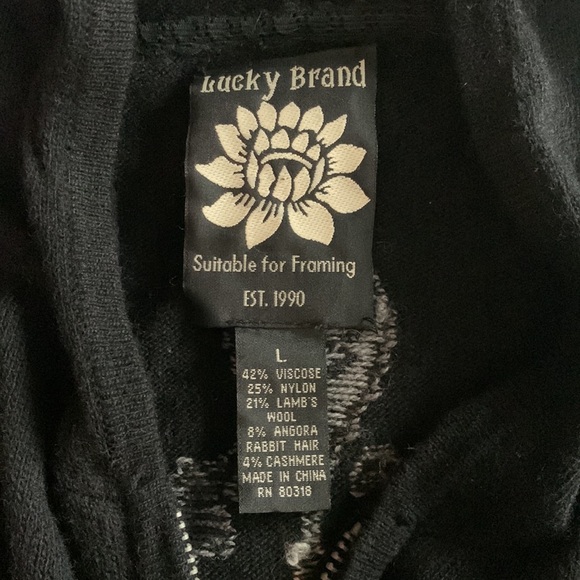 Lucky Brand
Suitable for Framing
EST. 1990
L
42% VISCOSE
25% NYLON
21% LAMB'S
WOOL
8% ANGORA
RABBIT HAIR
4% CASHMERE
MADE IN CHINA
RN 80318